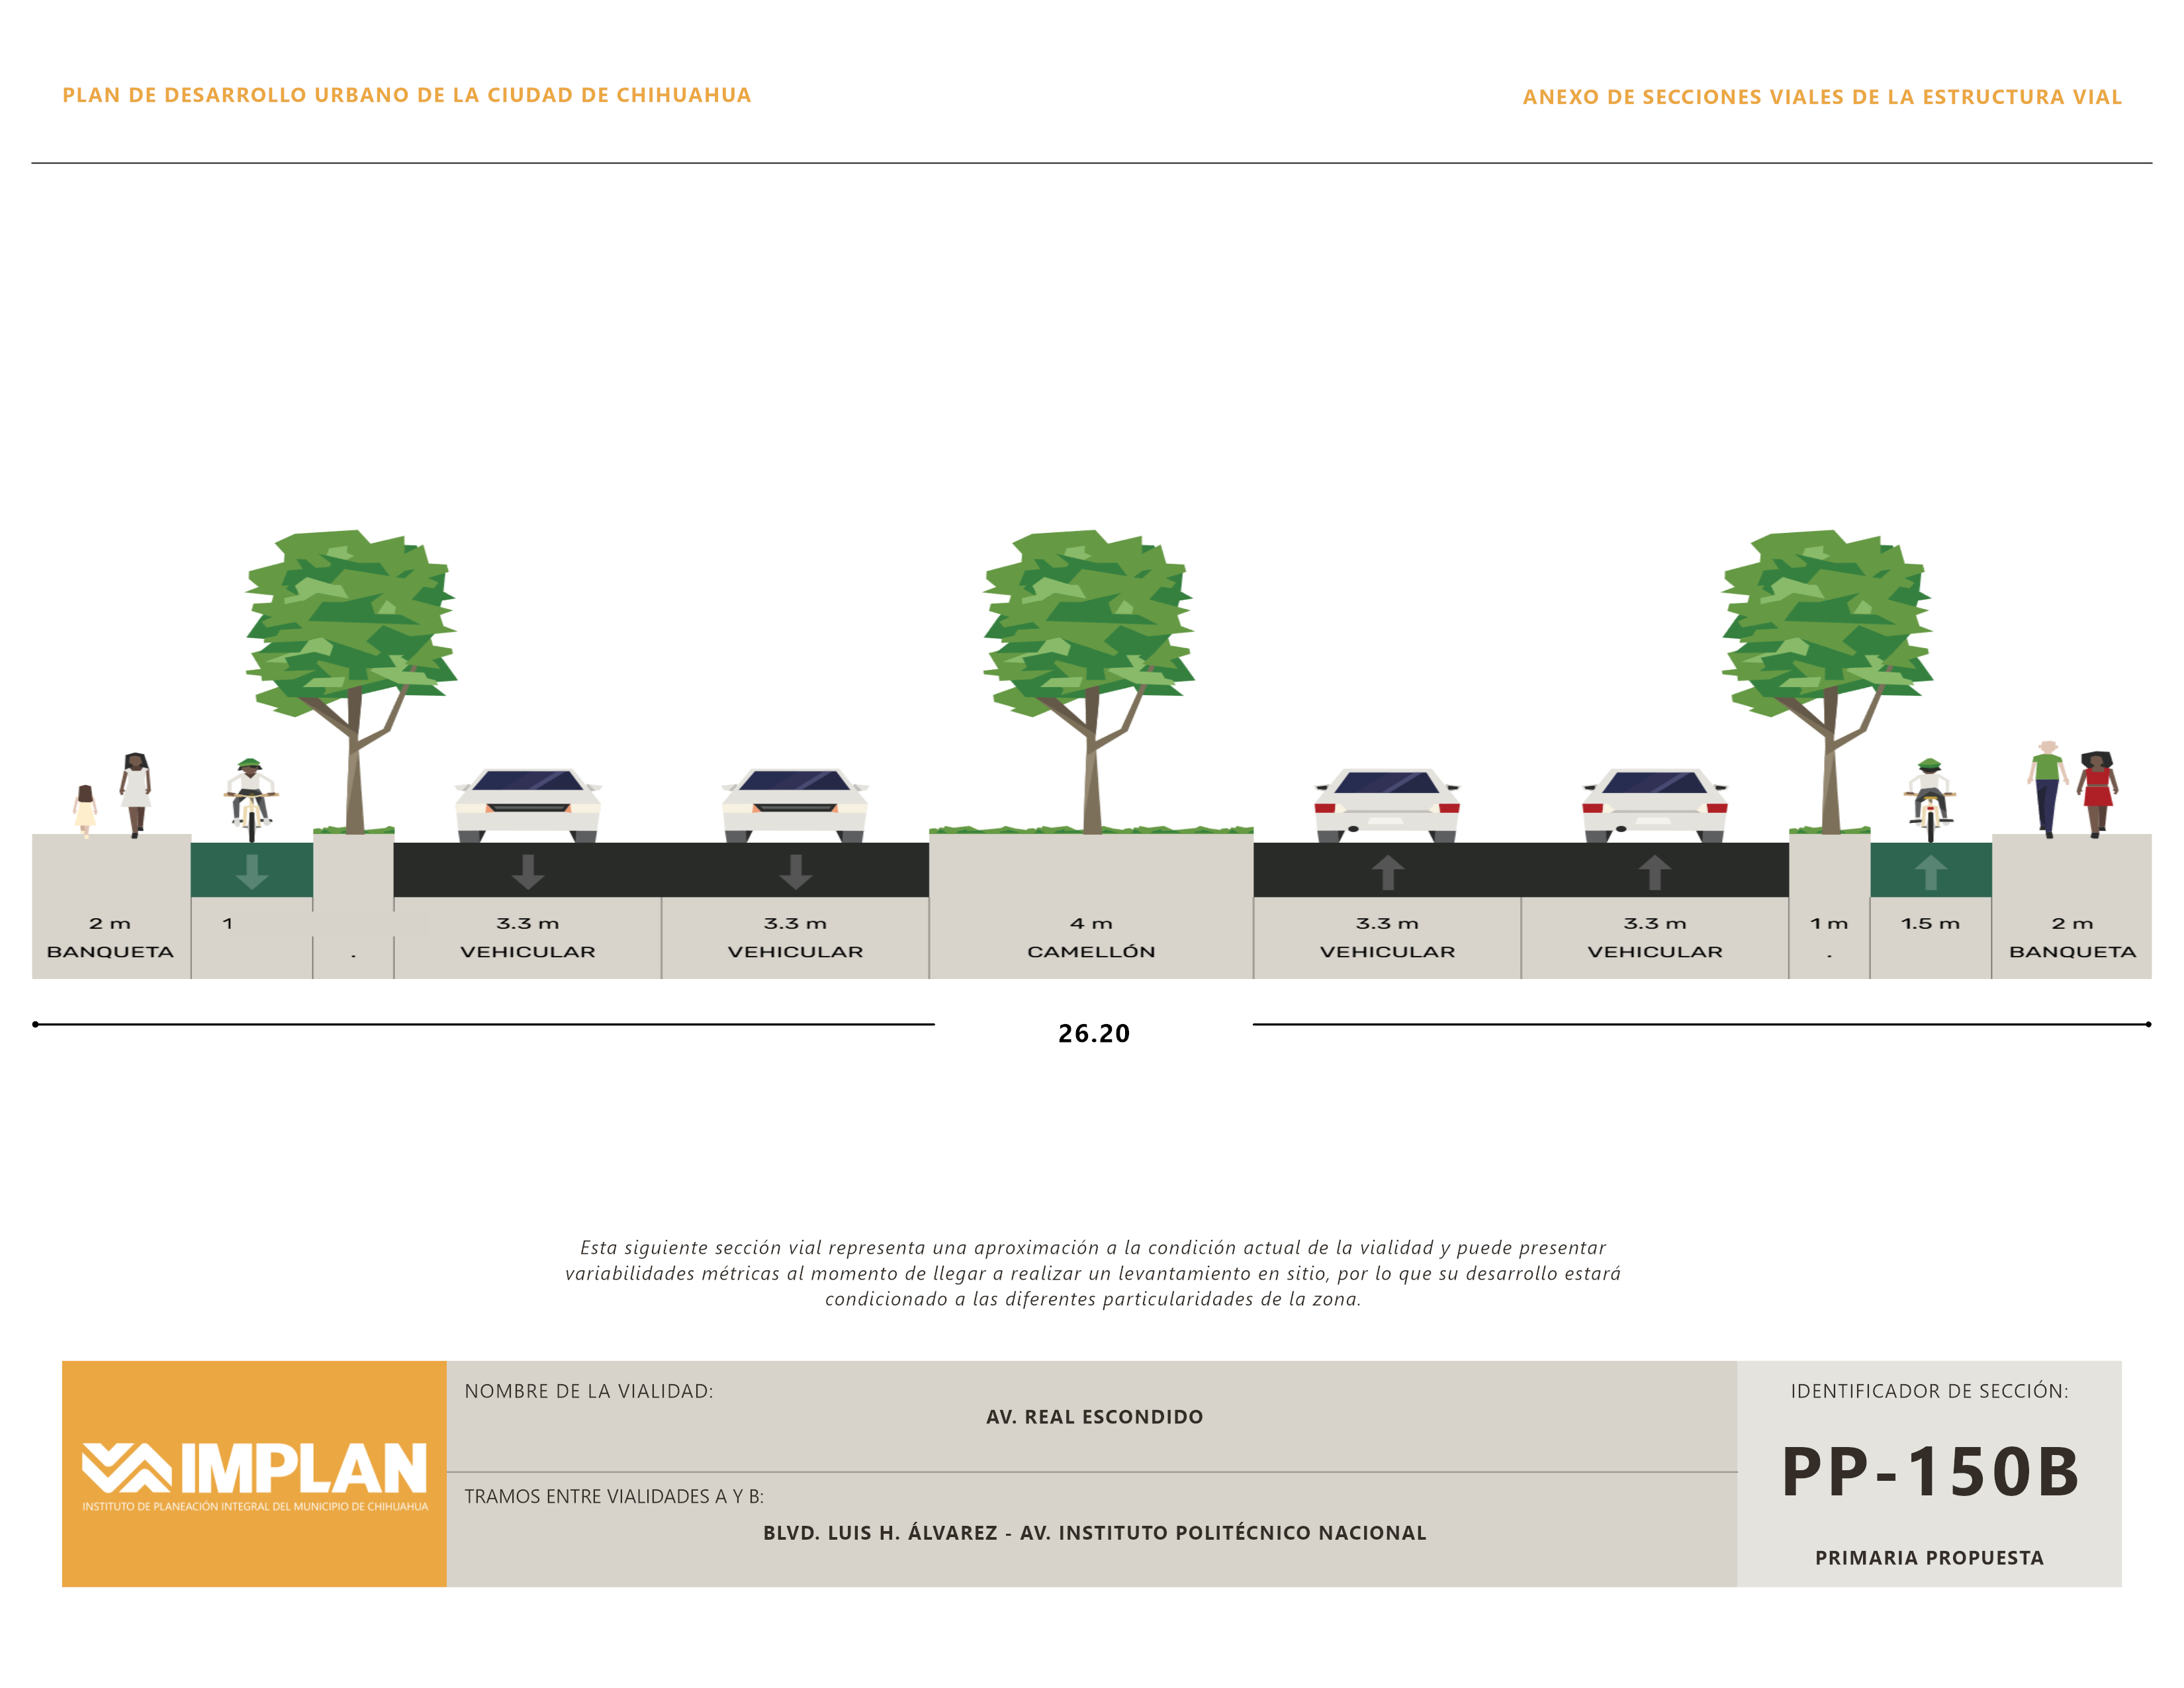 PLAN DE DESARROLLO URBANO DE LA CIUDAD DE CHIHUAHUA
ANEXO DE SECCIONES VIALES DE LA ESTRUCTURA VIAL
2 m 1 3.3 m 3.3 m 4 m 3.3 m 3.3 m 1 m 1.5 m 2 m
BANQUETA . VEHICULAR VEHICULAR CAMELLÓN VEHICULAR VEHICULAR . BANQUETA
26.20
Esta siguiente sección vial representa una aproximación a la condición actual de la vialidad y puede presentar
variabilidades métricas al momento de llegar a realizar un levantamiento en sitio, por lo que su desarrollo estará
condicionado a las diferentes particularidades de la zona.
IMPLAN
INSTITUTO DE PLANEACIÓN INTEGRAL DEL MUNICIPIO DE CHIHUAHUA
NOMBRE DE LA VIALIDAD:
AV. REAL ESCONDIDO
TRAMOS ENTRE VIALIDADES A Y B:
BLVD. LUIS H. ÁLVAREZ - AV. INSTITUTO POLITÉCNICO NACIONAL
IDENTIFICADOR DE SECCIÓN:
PP-150B
PRIMARIA PROPUESTA